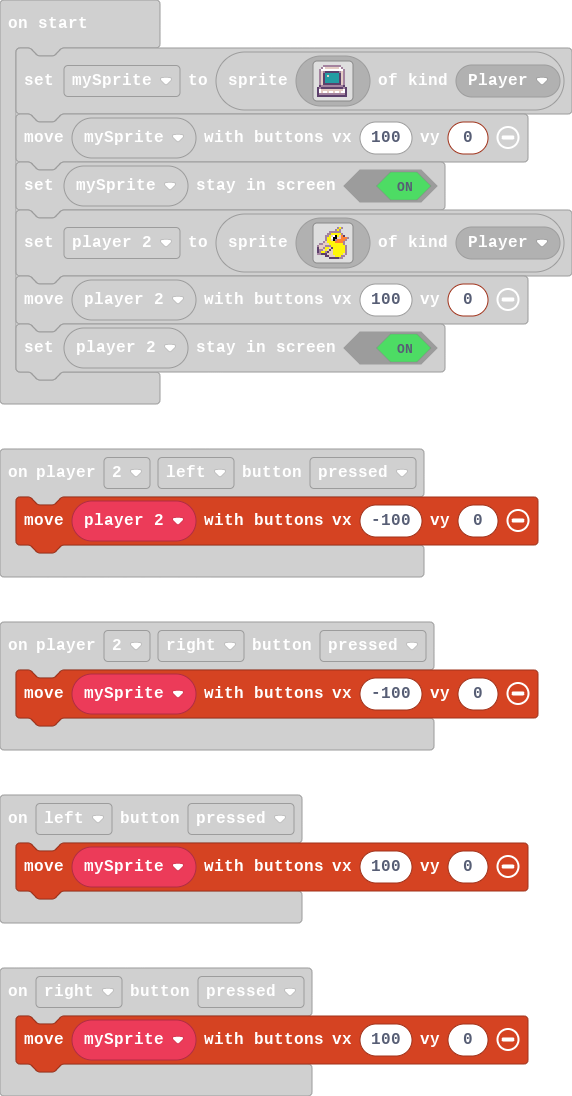 on start
set mySprite to sprite of kind Player
move mySprite with buttons vx 100 vy 0
set mySprite stay in screen ON
set player 2 to sprite of kind Player
move player 2 with buttons vx 100 vy 0
set player 2 stay in screen ON
on player 2 left button pressed
move player 2 with buttons vx -100 vy 0
on player 2 right button pressed
move mySprite with buttons vx -100 vy 0
on left button pressed
move mySprite with buttons vx 100 vy 0
on right button pressed
move mySprite with buttons vx 100 vy 0